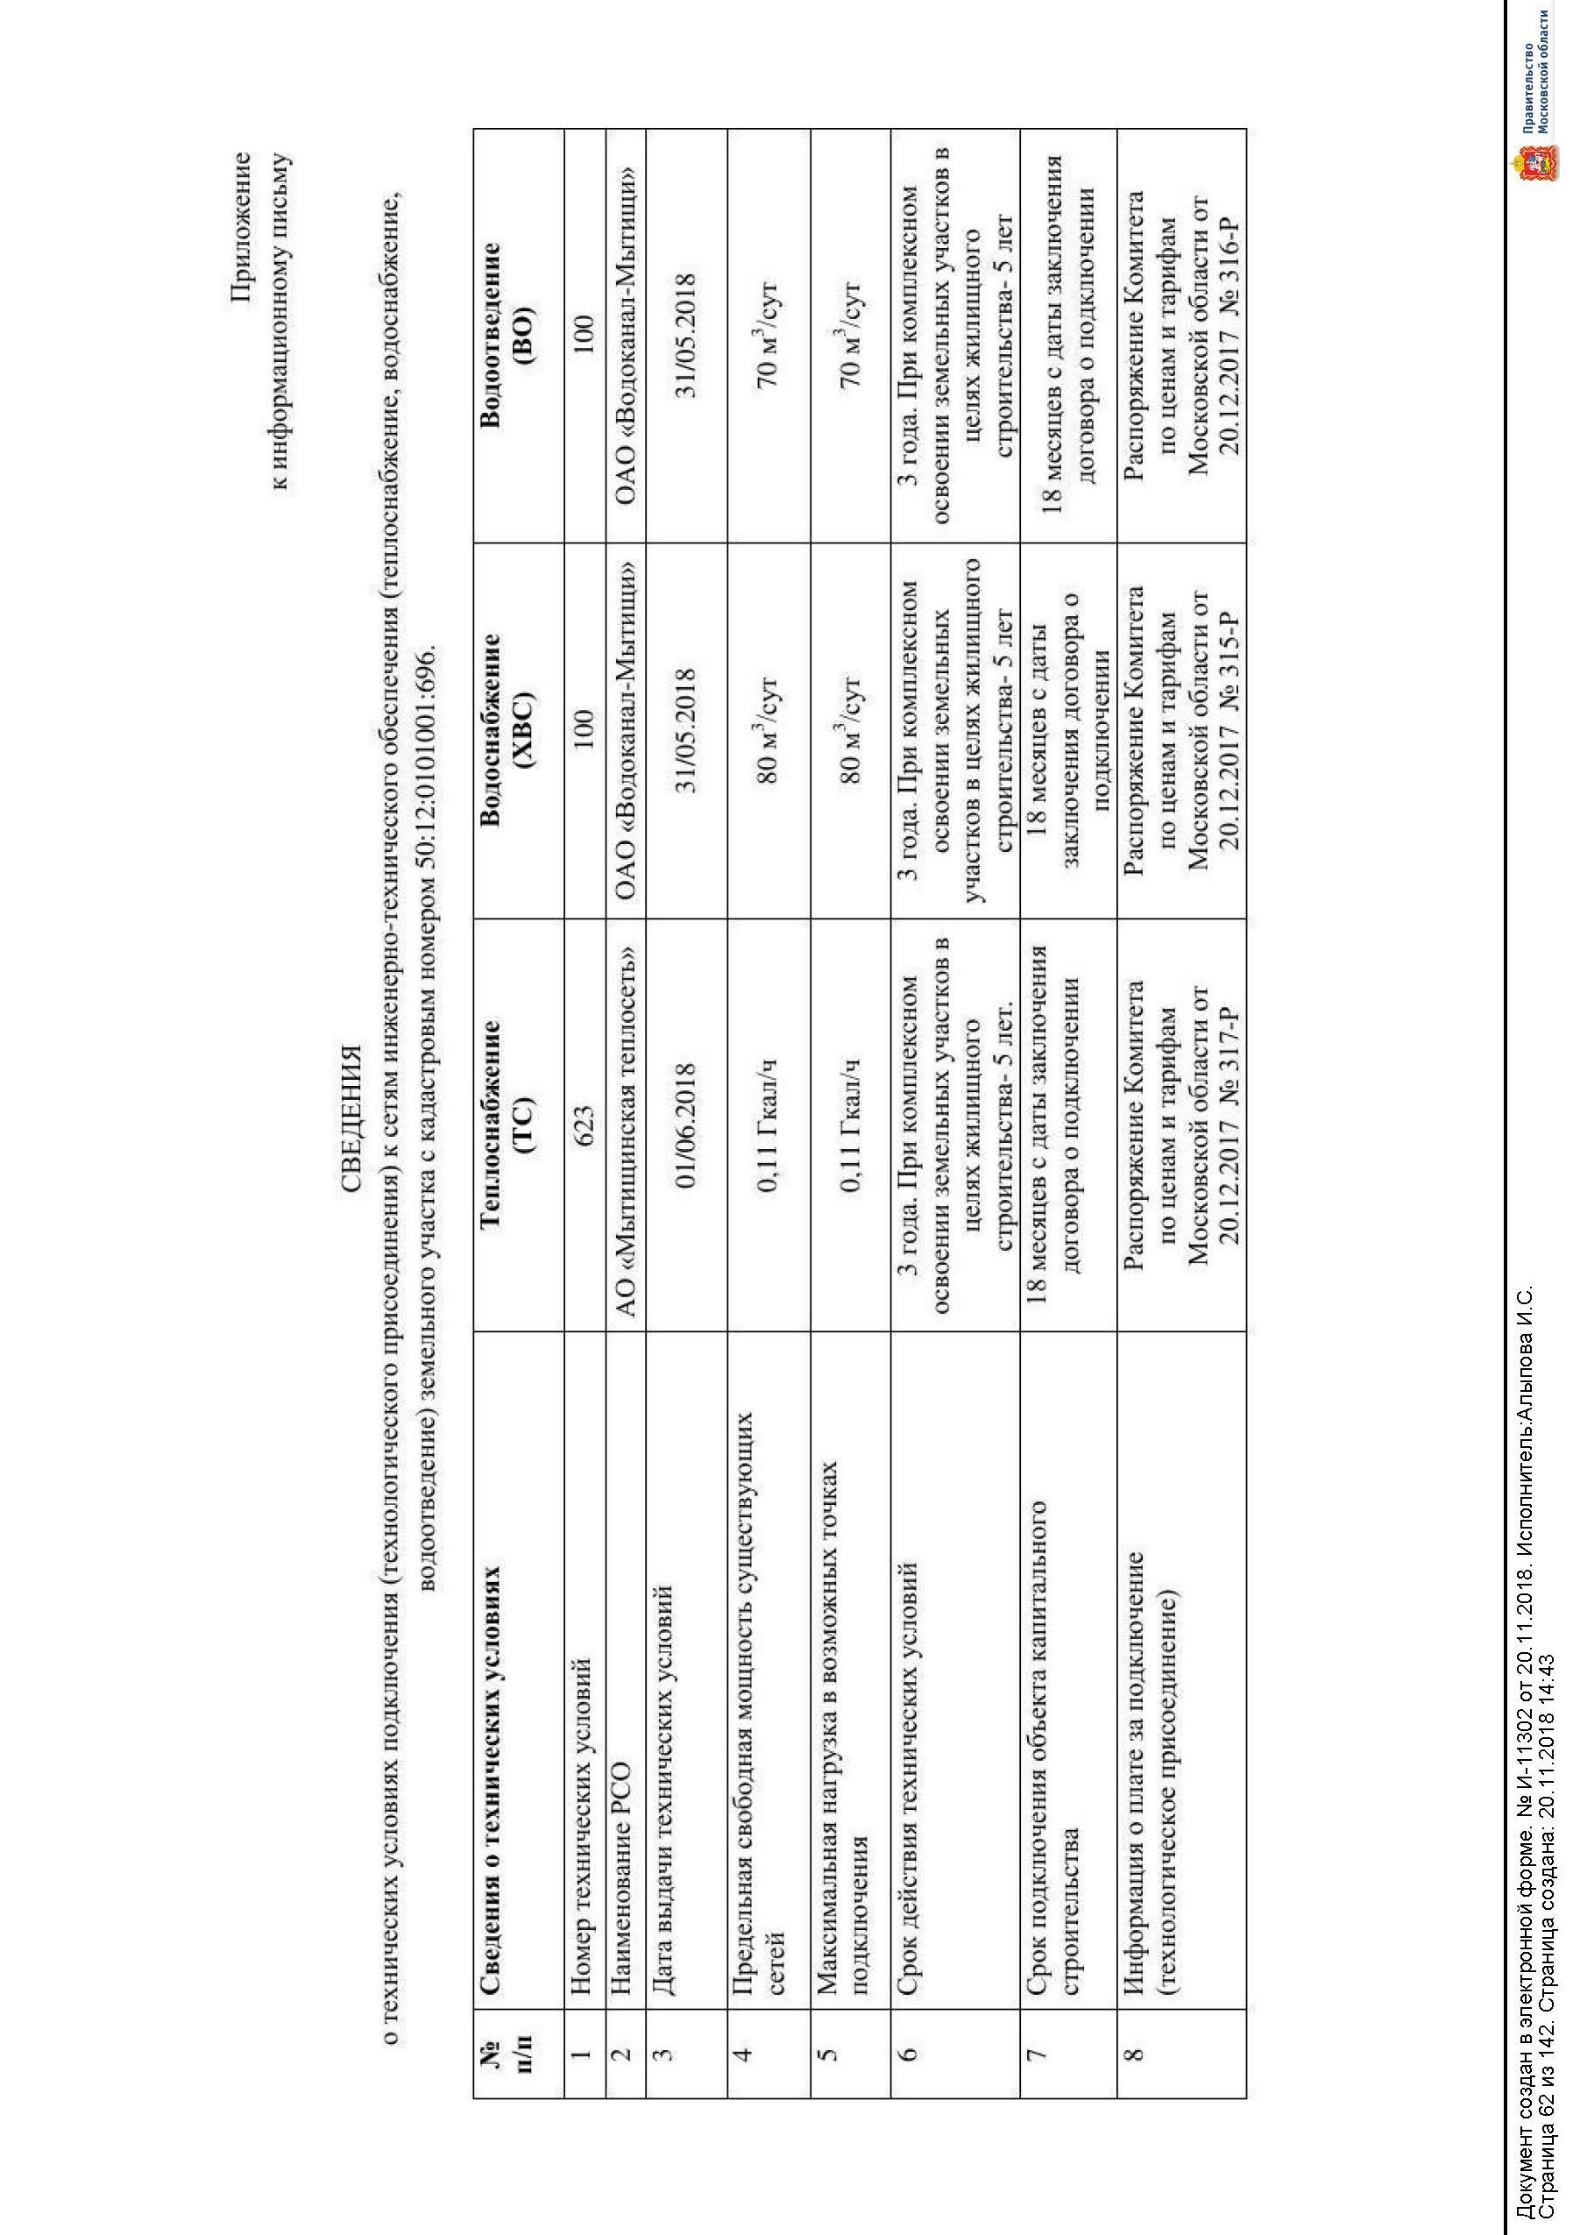 Приложение
к информационному письму
СВЕДЕНИЯ
о технических условиях подключения (технологического присоединения) к сетям инженерно-технического обеспечения (теплоснабжение, водоснабжение,
водоотведение) земельного участка с кадастровым номером 50:12:0101001:696.
№
п/п
Сведения о технических условиях
Теплоснабжение
(ТС)
Водоснабжение
(ХВС)
Водоотведение
(ВО)
1
Номер технических условий
623
100
100
2
Наименование РСО
АО «Мытищинская теплосеть»
ОАО «Водоканал-Мытищи»
ОАО «Водоканал-Мытищи»
3
Дата выдачи технических условий
01/06.2018
31/05.2018
31/05.2018
4
Предельная свободная мощность существующих
сетей
0,11 Гкал/ч
80 м³/сут
70 м³/сут
5
Максимальная нагрузка в возможных точках
подключения
0,11 Гкал/ч
80 м³/сут
70 м³/сут
6
Срок действия технических условий
3 года. При комплексном
освоении земельных участков в
целях жилищного
строительства- 5 лет.
3 года. При комплексном
освоении земельных
участков в целях жилищного
строительства- 5 лет
3 года. При комплексном
освоении земельных участков в
целях жилищного
строительства- 5 лет
7
Срок подключения объекта капитального
строительства
18 месяцев с даты заключения
договора о подключении
18 месяцев с даты
заключения договора о
подключении
18 месяцев с даты заключения
договора о подключении
8
Информация о плате за подключение
(технологическое присоединение)
Распоряжение Комитета
по ценам и тарифам
Московской области от
20.12.2017 № 317-Р
Распоряжение Комитета
по ценам и тарифам
Московской области от
20.12.2017 № 315-Р
Распоряжение Комитета
по ценам и тарифам
Московской области от
20.12.2017 № 316-Р
Документ создан в электронной форме. № И-11302 от 20.11.2018. Исполнитель:Алыпова И.С.
Страница 62 из 142. Страница создана: 20.11.2018 14:43
Правительство
Московской области